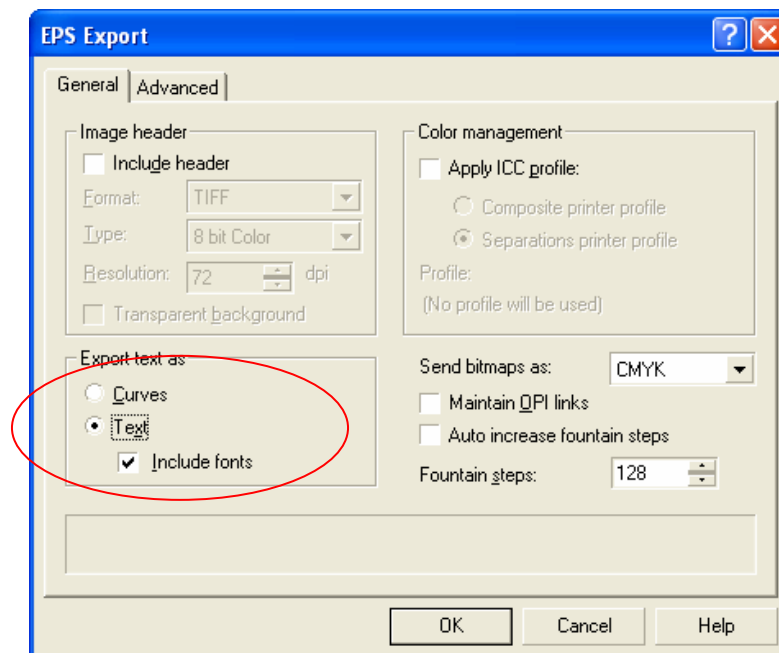 EPS Export
General
Advanced
Image header
Include header
Format: TIFF
Type: 8 bit Color
Resolution: 72 dpi
Transparent background
Export text as
Curves
Text
Include fonts
Color management
Apply ICC profile:
Composite printer profile
Separations printer profile
Profile:
(No profile will be used)
Send bitmaps as: CMYK
Maintain OPI links
Auto increase fountain steps
Fountain steps: 128
OK
Cancel
Help